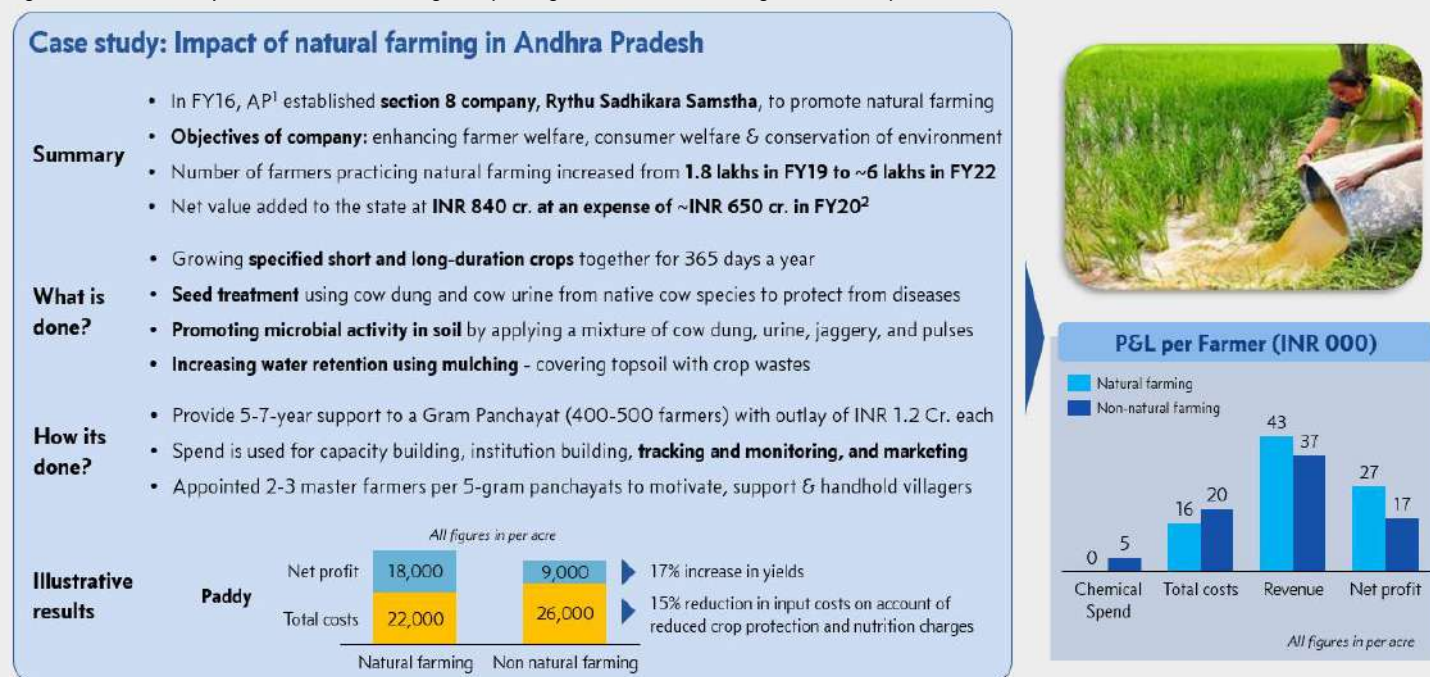 Case study: Impact of natural farming in Andhra Pradesh
Summary
• In FY16, AP¹ established section 8 company, Rythu Sadhikara Samstha, to promote natural farming
• Objectives of company: enhancing farmer welfare, consumer welfare & conservation of environment
• Number of farmers practicing natural farming increased from 1.8 lakhs in FY19 to ~6 lakhs in FY22
• Net value added to the state at INR 840 cr. at an expense of ~INR 650 cr. in FY20²
What is
done?
• Growing specified short and long-duration crops together for 365 days a year
• Seed treatment using cow dung and cow urine from native cow species to protect from diseases
• Promoting microbial activity in soil by applying a mixture of cow dung, urine, jaggery, and pulses
• Increasing water retention using mulching - covering topsoil with crop wastes
How its
done?
• Provide 5-7-year support to a Gram Panchayat (400-500 farmers) with outlay of INR 1.2 Cr. each
• Spend is used for capacity building, institution building, tracking and monitoring, and marketing
• Appointed 2-3 master farmers per 5-gram panchayats to motivate, support & handhold villagers
Illustrative
results
All figures in per acre
Paddy
Net profit 18,000 9,000
Total costs 22,000 26,000
Natural farming Non natural farming
17% increase in yields
15% reduction in input costs on account of
reduced crop protection and nutrition charges
P&L per Farmer (INR 000)
Natural farming
Non-natural farming
0 5 16 20 43 37 27 17
Chemical
Spend
Total costs
Revenue
Net profit
All figures in per acre